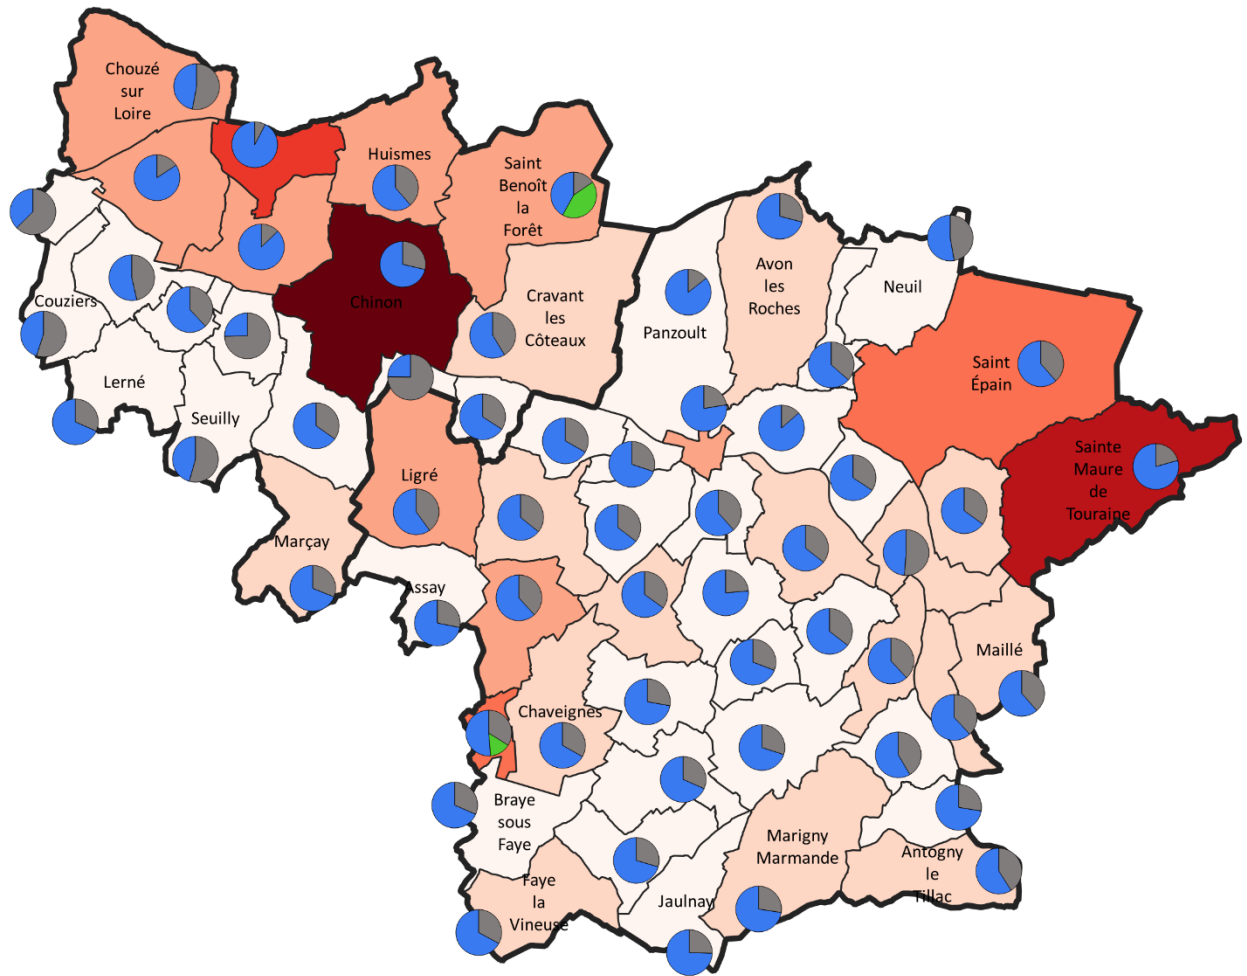 Chouzé
sur
Loire
Huismes
Saint
Benoît
la
Forêt
Avon
les
Roches
Neuil
Couziers
Chinon
Cravant
les
Côteaux
Panzoult
Saint
Épain
Lerné
Seuilly
Ligré
Sainte
Maure
de
Touraine
Marçay
Assay
Maillé
Chaveignes
Braye
sous
Faye
Marigny
Marmande
Antogny
le
Tillac
Faye
la
Vineuse
Jaulnay